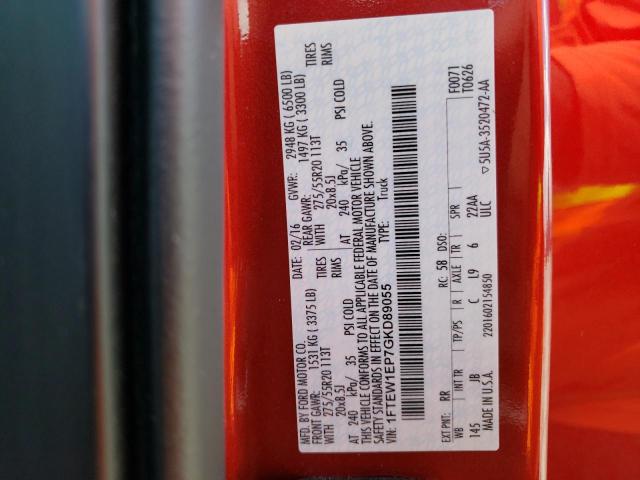 MFD. BY FORD MOTOR CO.
DATE: 02/16 GVWR: 2948 KG ( 6500 LB)
FRONT GAWR: 1531 KG ( 3375 LB) REAR GAWR: 1497 KG ( 3300 LB)
WITH 275/55R20 113T TIRES WITH 275/55R20 113T TIRES
20x8.5J RIMS 20x8.5J RIMS
AT 240 kPa/ 35 PSI COLD AT 240 kPa/ 35 PSI COLD
THIS VEHICLE CONFORMS TO ALL APPLICABLE FEDERAL MOTOR VEHICLE
SAFETY STANDARDS IN EFFECT ON THE DATE OF MANUFACTURE SHOWN ABOVE.
VIN: 1FTEW1EP7GKD89055 TYPE: Truck
F0071
T0626
EXT PNT: RR RC: 58 DSO:
WB INT TR TP/PS R AXLE TR SPR
145 JB C L9 6 22AA
ULC
▽5U5A-3520472-AA
MADE IN U.S.A. 2201602154850